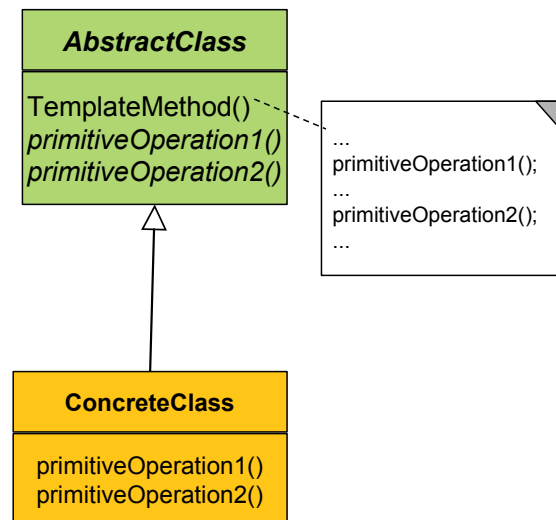 AbstractClass
TemplateMethod()
primitiveOperation1()
primitiveOperation2()
...
primitiveOperation1();
...
primitiveOperation2();
...
ConcreteClass
primitiveOperation1()
primitiveOperation2()